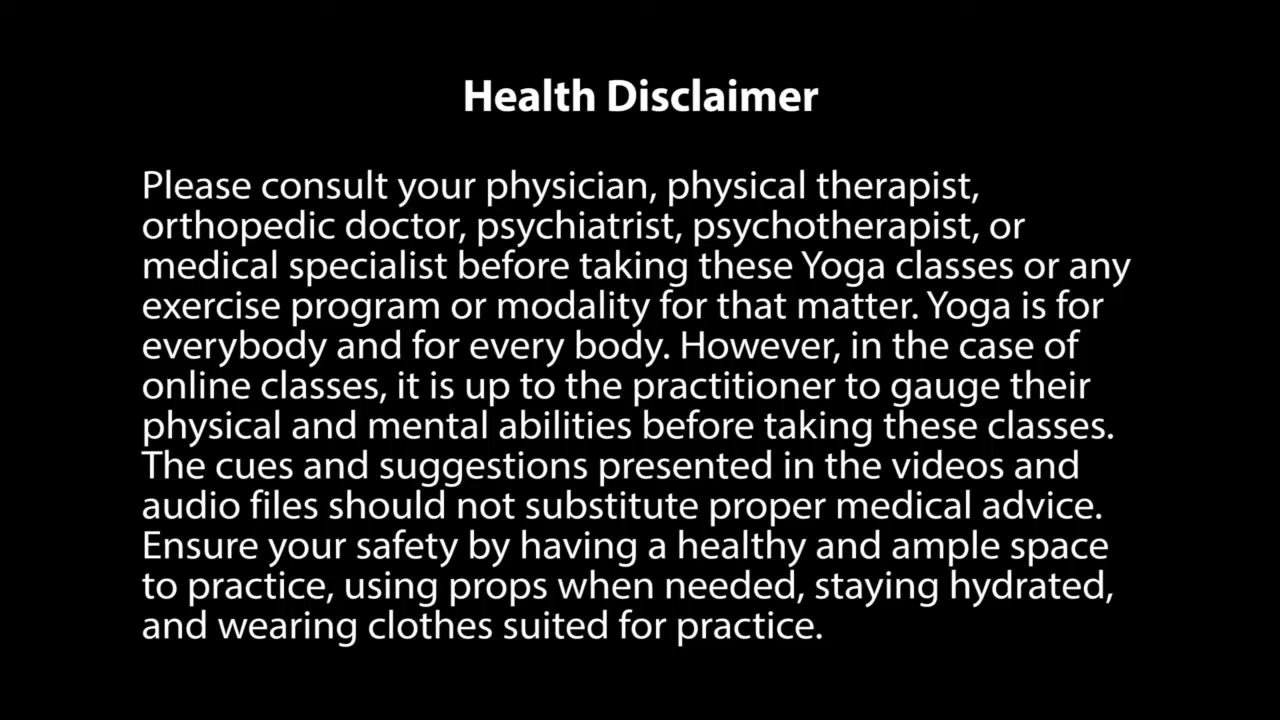 Health Disclaimer
Please consult your physician, physical therapist,
orthopedic doctor, psychiatrist, psychotherapist, or
medical specialist before taking these Yoga classes or any
exercise program or modality for that matter. Yoga is for
everybody and for every body. However, in the case of
online classes, it is up to the practitioner to gauge their
physical and mental abilities before taking these classes.
The cues and suggestions presented in the videos and
audio files should not substitute proper medical advice.
Ensure your safety by having a healthy and ample space
to practice, using props when needed, staying hydrated,
and wearing clothes suited for practice.